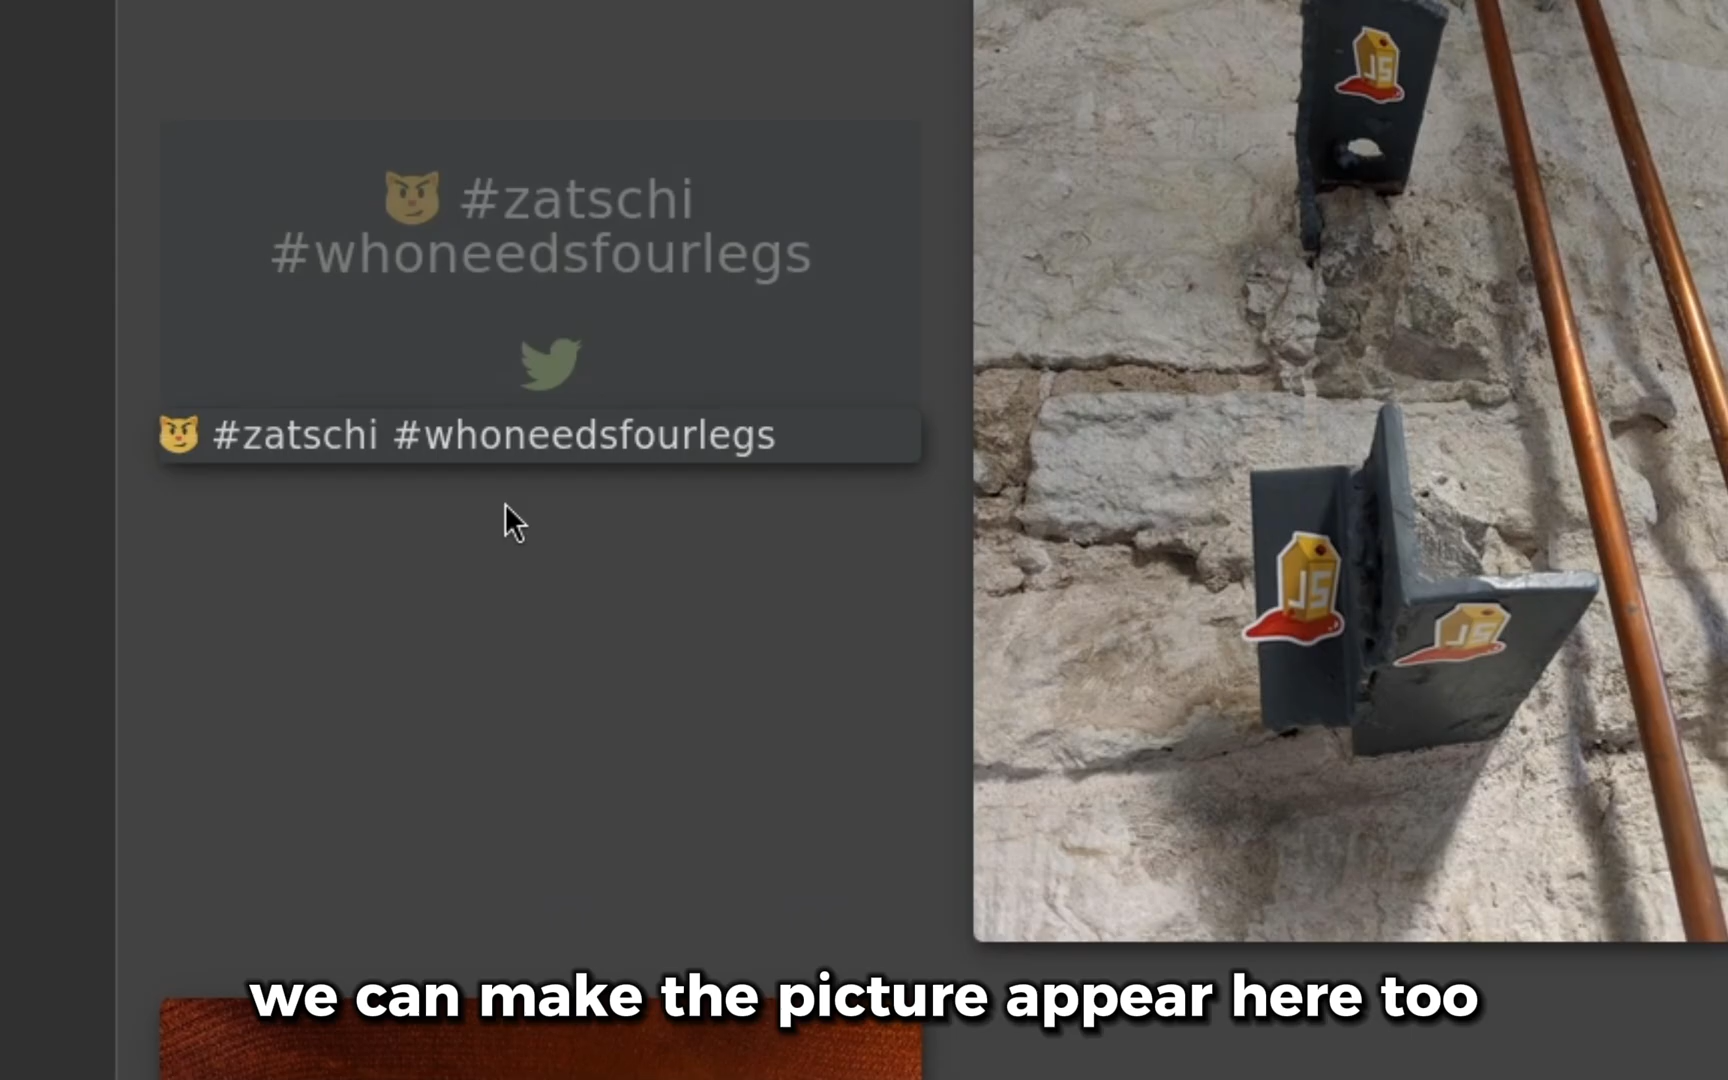 #zatschi
#whoneedsfourlegs
#zatschi #whoneedsfourlegs
JS
JS
JS
we can make the picture appear here too